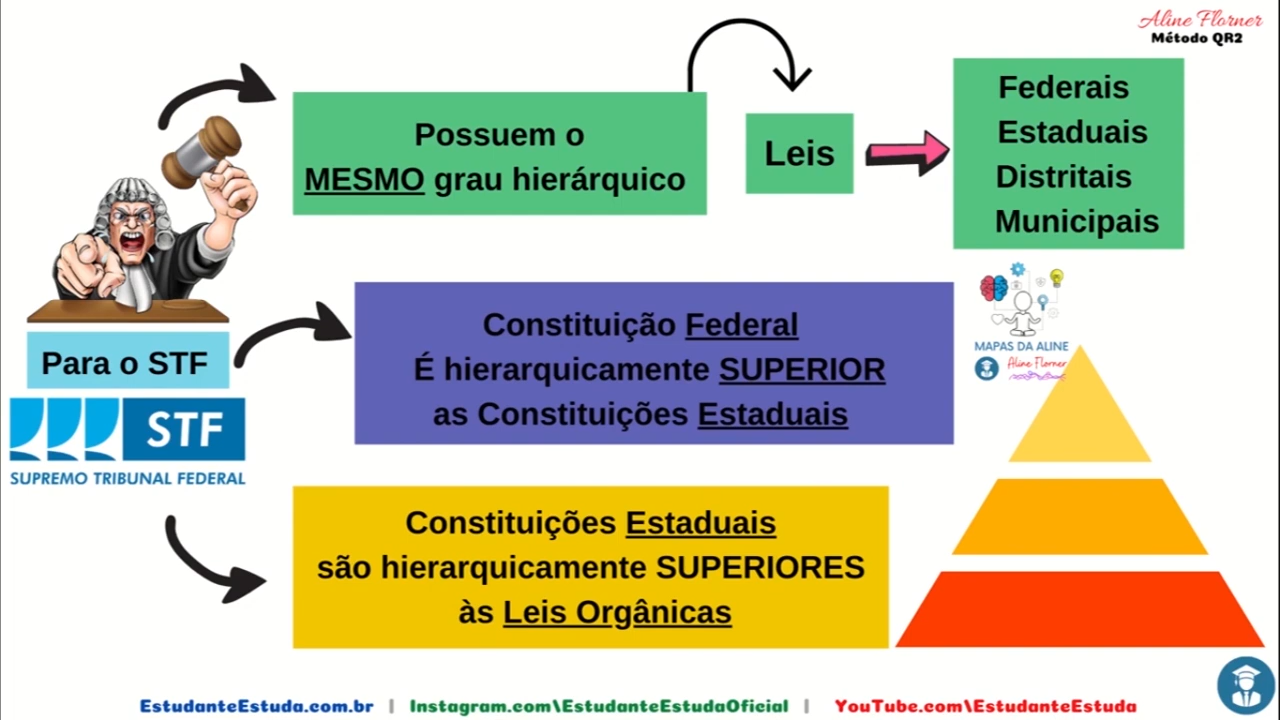 Aline Florner
Método QR2
Possuem o
MESMO grau hierárquico
Leis
Federais
Estaduais
Distritais
Municipais
Para o STF
STF
SUPREMO TRIBUNAL FEDERAL
Constituição Federal
É hierarquicamente SUPERIOR
as Constituições Estaduais
MAPAS DA ALINE
Aline Florner
Constituições Estaduais
são hierarquicamente SUPERIORES
às Leis Orgânicas
EstudanteEstuda.com.br | Instagram.com\EstudanteEstudaOficial | YouTube.com\EstudanteEstuda